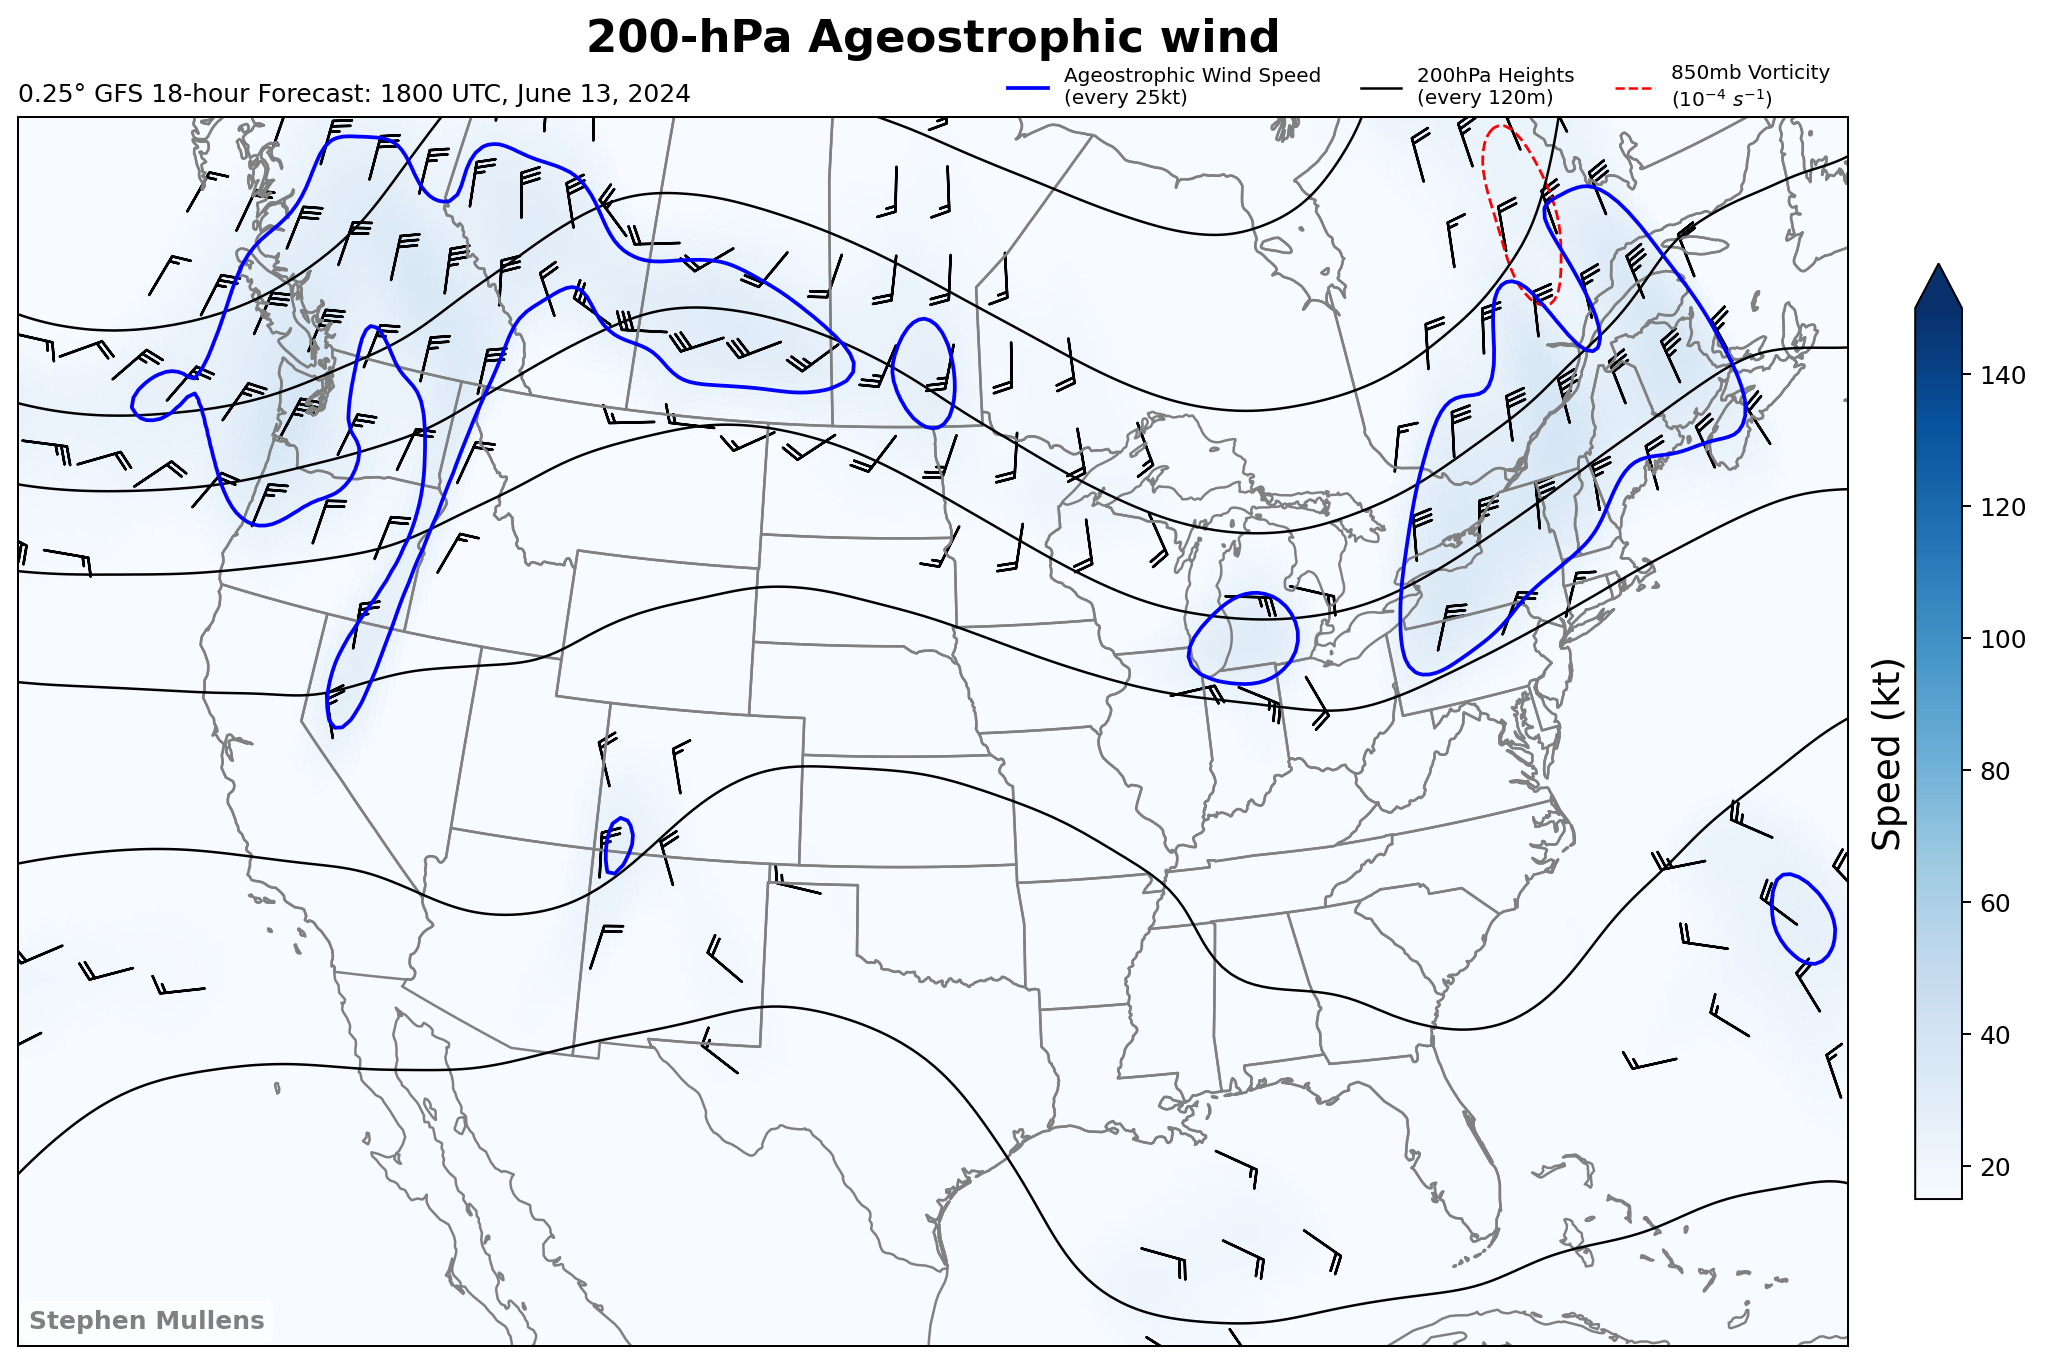 200-hPa Ageostrophic wind
0.25° GFS 18-hour Forecast: 1800 UTC, June 13, 2024
Ageostrophic Wind Speed
(every 25kt)
200hPa Heights
(every 120m)
850mb Vorticity
(10⁻⁴ s⁻¹)
140
120
100
80
60
40
20
Speed (kt)
Stephen Mullens